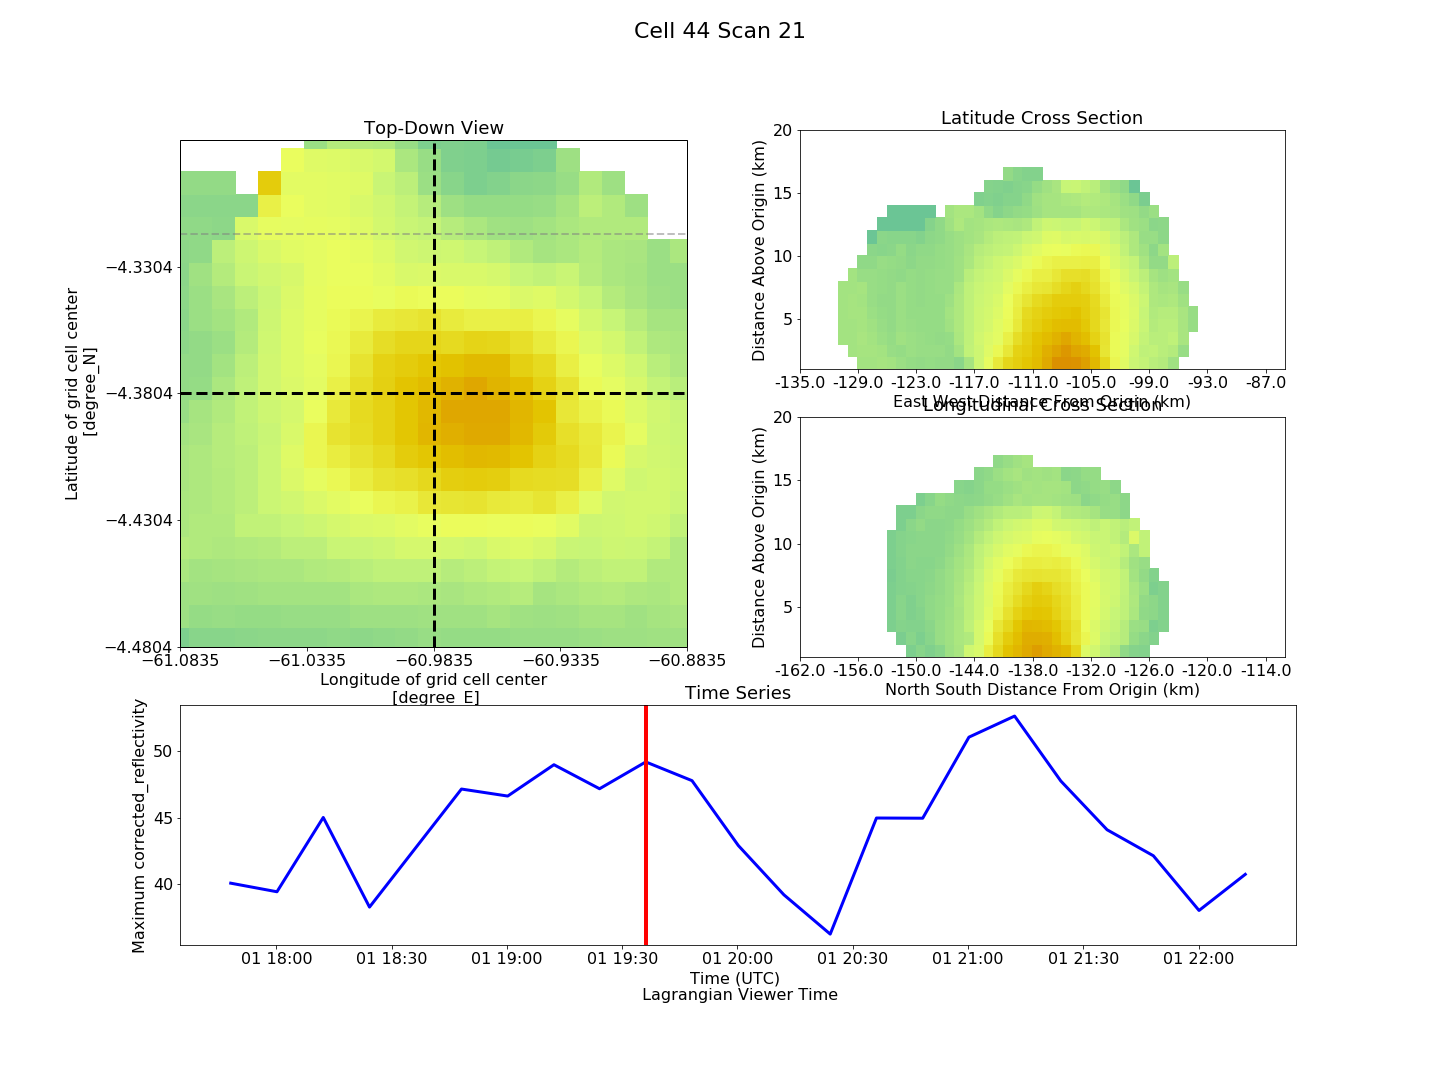 Cell 44 Scan 21
Top-Down View
−4.3304
−4.3804
−4.4304
−4.4804
Latitude of grid cell center
[degree_N]
−61.0835 −61.0335 −60.9835 −60.9335 −60.8835
Longitude of grid cell center
[degree_E]
Latitude Cross Section
20
15
10
5
Distance Above Origin (km)
-135.0 -129.0 -123.0 -117.0 -111.0 -105.0 -99.0 -93.0 -87.0
East West Distance From Origin (km)
Longitudinal Cross Section
20
15
10
5
Distance Above Origin (km)
-162.0 -156.0 -150.0 -144.0 -138.0 -132.0 -126.0 -120.0 -114.0
North South Distance From Origin (km)
Time Series
50
45
40
Maximum corrected_reflectivity
01 18:00 01 18:30 01 19:00 01 19:30 01 20:00 01 20:30 01 21:00 01 21:30 01 22:00
Time (UTC)
Lagrangian Viewer Time